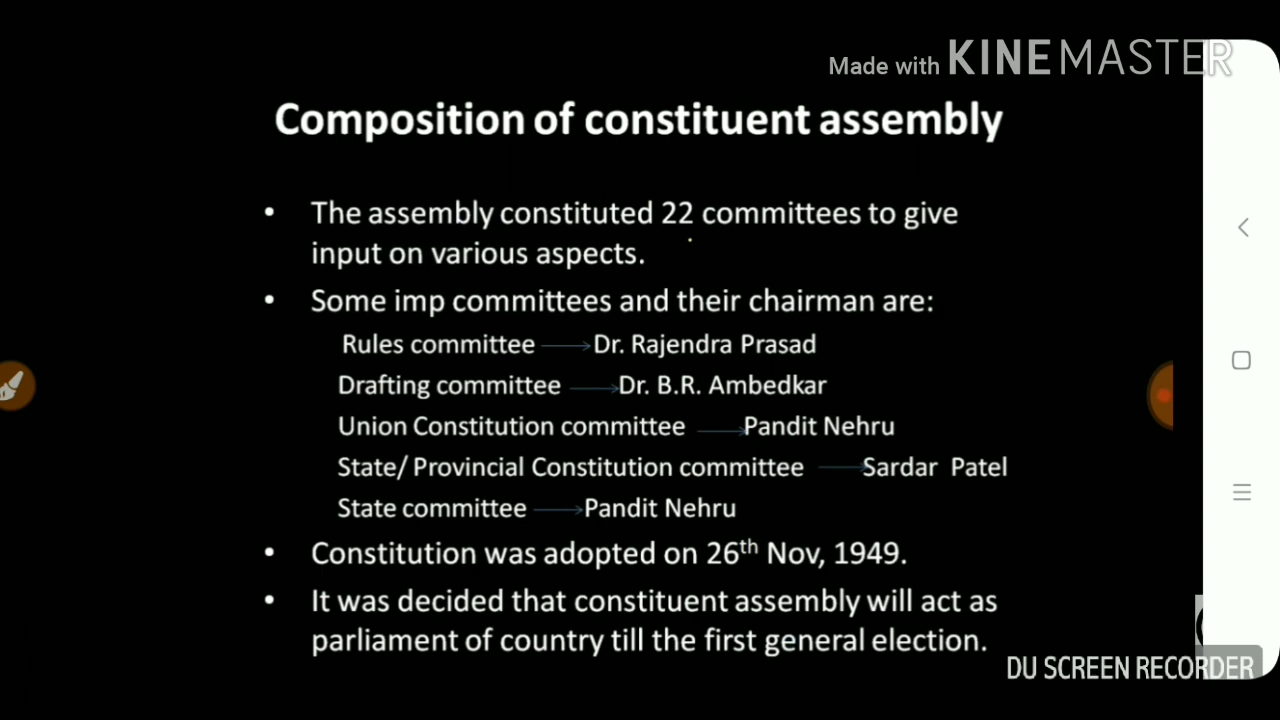 Made with KINEMASTER
Composition of constituent assembly
• The assembly constituted 22 committees to give
input on various aspects.
• Some imp committees and their chairman are:
Rules committee → Dr. Rajendra Prasad
Drafting committee → Dr. B.R. Ambedkar
Union Constitution committee → Pandit Nehru
State/ Provincial Constitution committee → Sardar Patel
State committee → Pandit Nehru
• Constitution was adopted on 26th Nov, 1949.
• It was decided that constituent assembly will act as
parliament of country till the first general election.
DU SCREEN RECORDER